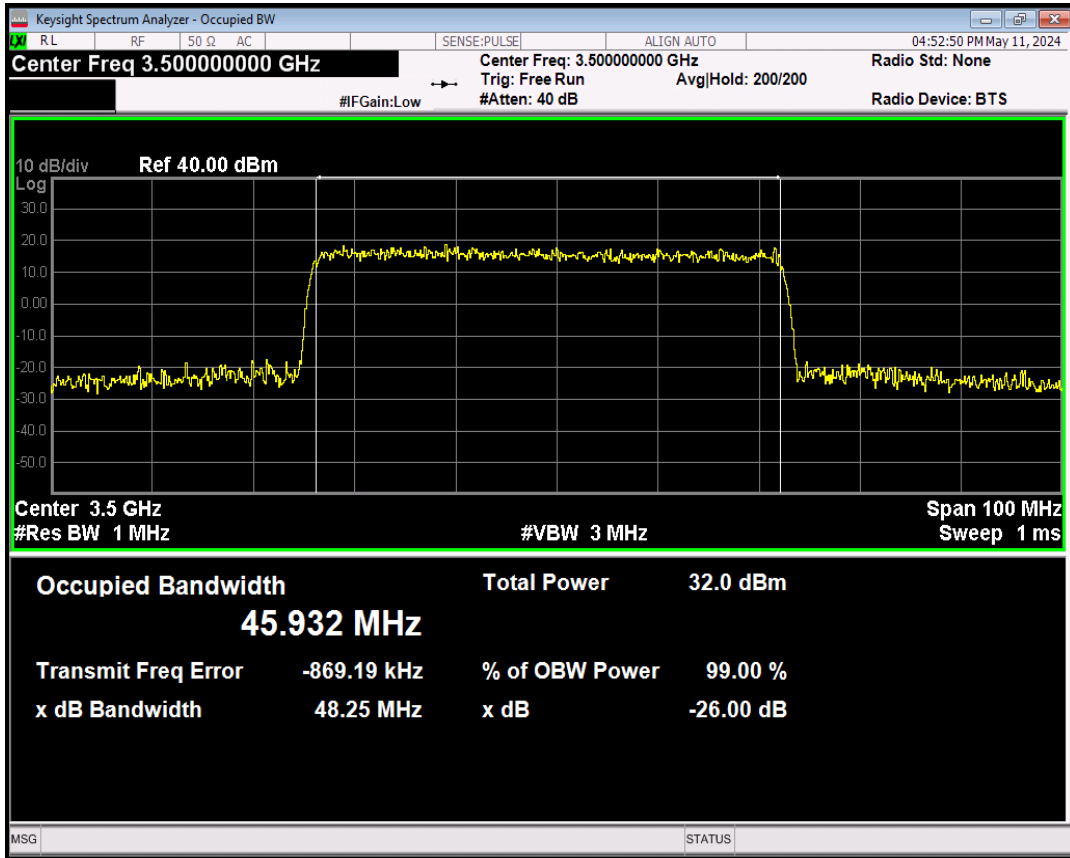 Keysight Spectrum Analyzer - Occupied BW
LXI RL RF 50 Ω AC SENSE:PULSE ALIGN AUTO 04:52:50 PM May 11, 2024
Center Freq 3.500000000 GHz
Center Freq: 3.500000000 GHz
Radio Std: None
Trig: Free Run Avg|Hold: 200/200
#IFGain:Low #Atten: 40 dB Radio Device: BTS
10 dB/div Ref 40.00 dBm
Log
30.0
20.0
10.0
0.00
-10.0
-20.0
-30.0
-40.0
-50.0
Center 3.5 GHz Span 100 MHz
#Res BW 1 MHz #VBW 3 MHz Sweep 1 ms
Occupied Bandwidth Total Power 32.0 dBm
45.932 MHz
Transmit Freq Error -869.19 kHz % of OBW Power 99.00 %
x dB Bandwidth 48.25 MHz x dB -26.00 dB
MSG STATUS